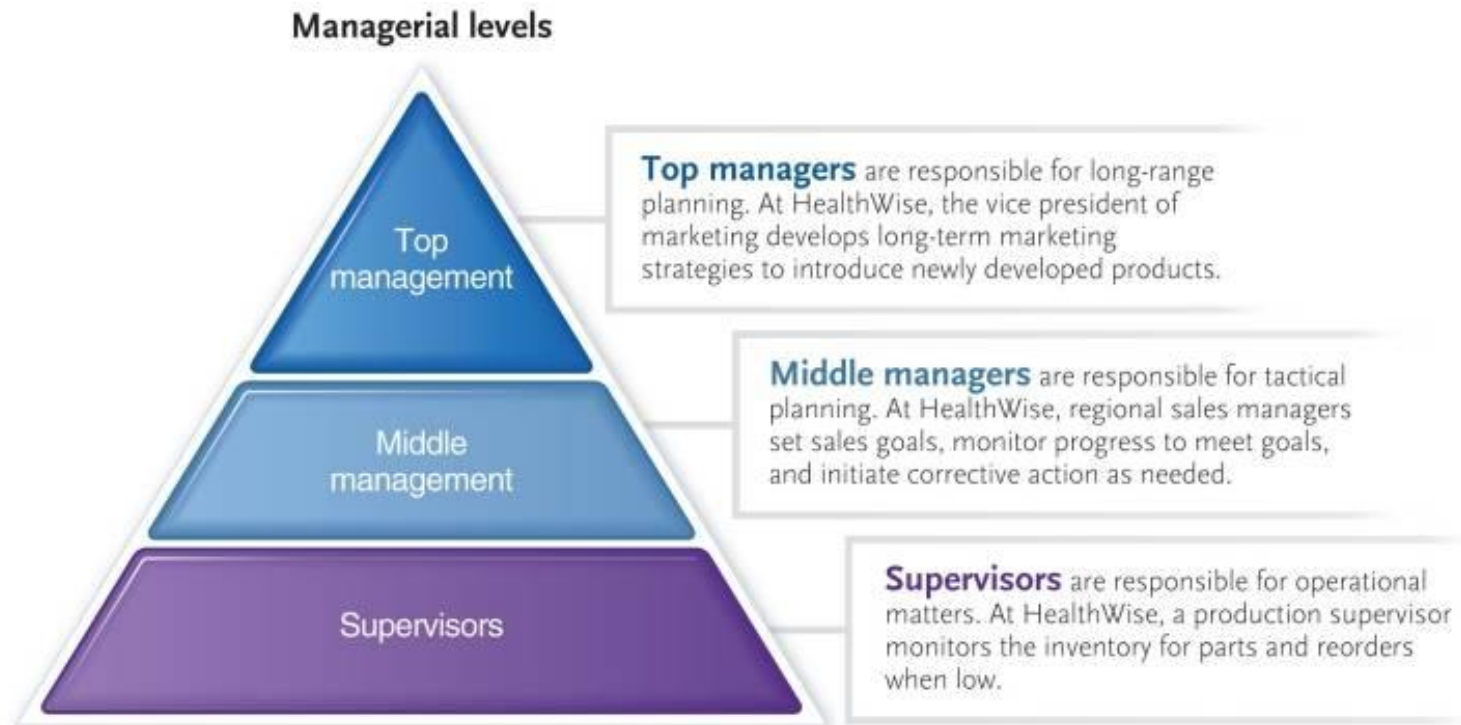 Managerial levels
Top
management
Top managers are responsible for long-range
planning. At HealthWise, the vice president of
marketing develops long-term marketing
strategies to introduce newly developed products.
Middle
management
Middle managers are responsible for tactical
planning. At HealthWise, regional sales managers
set sales goals, monitor progress to meet goals,
and initiate corrective action as needed.
Supervisors
Supervisors are responsible for operational
matters. At HealthWise, a production supervisor
monitors the inventory for parts and reorders
when low.